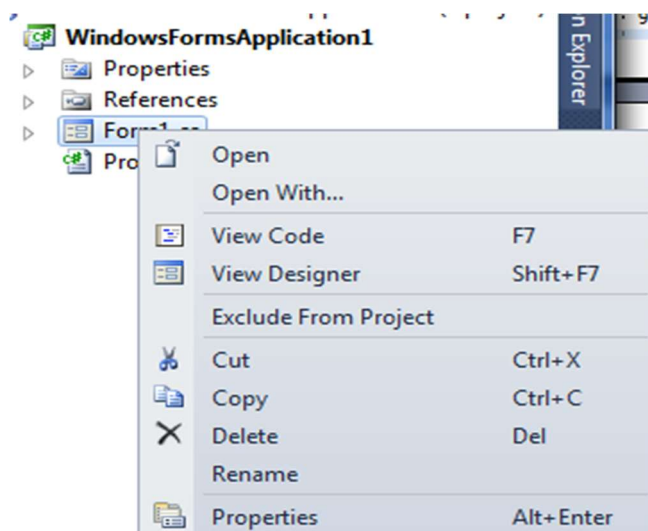 WindowsFormsApplication1
Properties
References
Open
Open With...
View Code F7
View Designer Shift+F7
Exclude From Project
Cut Ctrl+X
Copy Ctrl+C
Delete Del
Rename
Properties Alt+Enter
Explorer